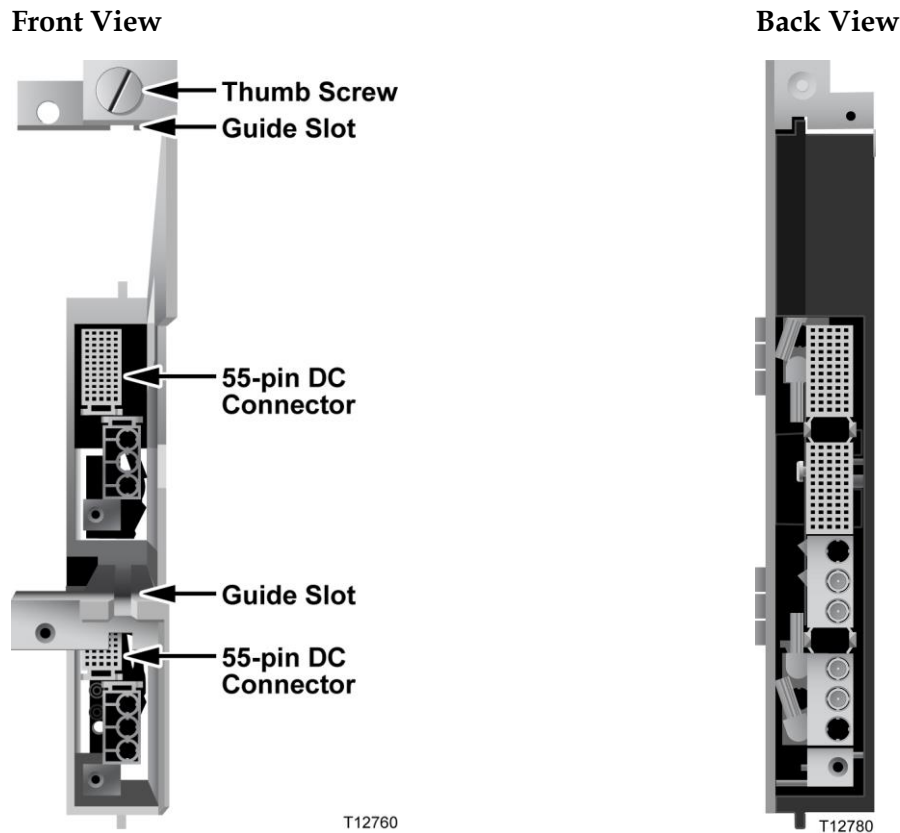 Front View
Back View
Thumb Screw
Guide Slot
55-pin DC
Connector
Guide Slot
55-pin DC
Connector
T12760
T12780